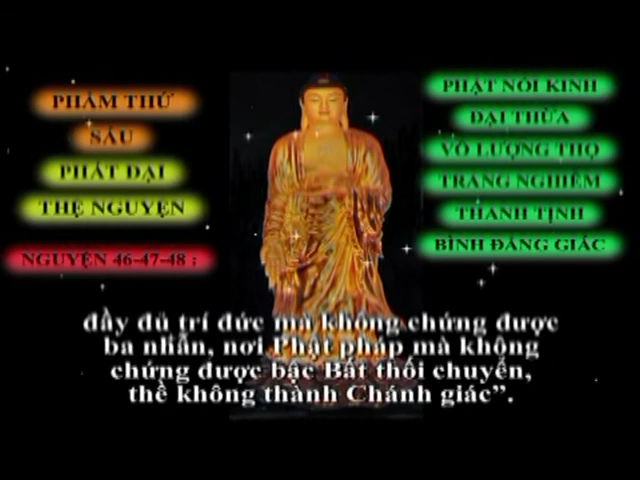 PHẨM THỨ
SÁU
PHÁT ĐẠI
THỆ NGUYỆN
NGUYỆN 46-47-48 :
PHẬT NÓI KINH
ĐẠI THỪA
VÔ LƯỢNG THỌ
TRANG NGHIÊM
THANH TỊNH
BÌNH ĐẲNG GIÁC
đầy đủ trí đức mà không chứng được
ba nhẫn, nơi Phật pháp mà không
chứng được bậc Bất thối chuyển,
thề không thành Chánh giác”.